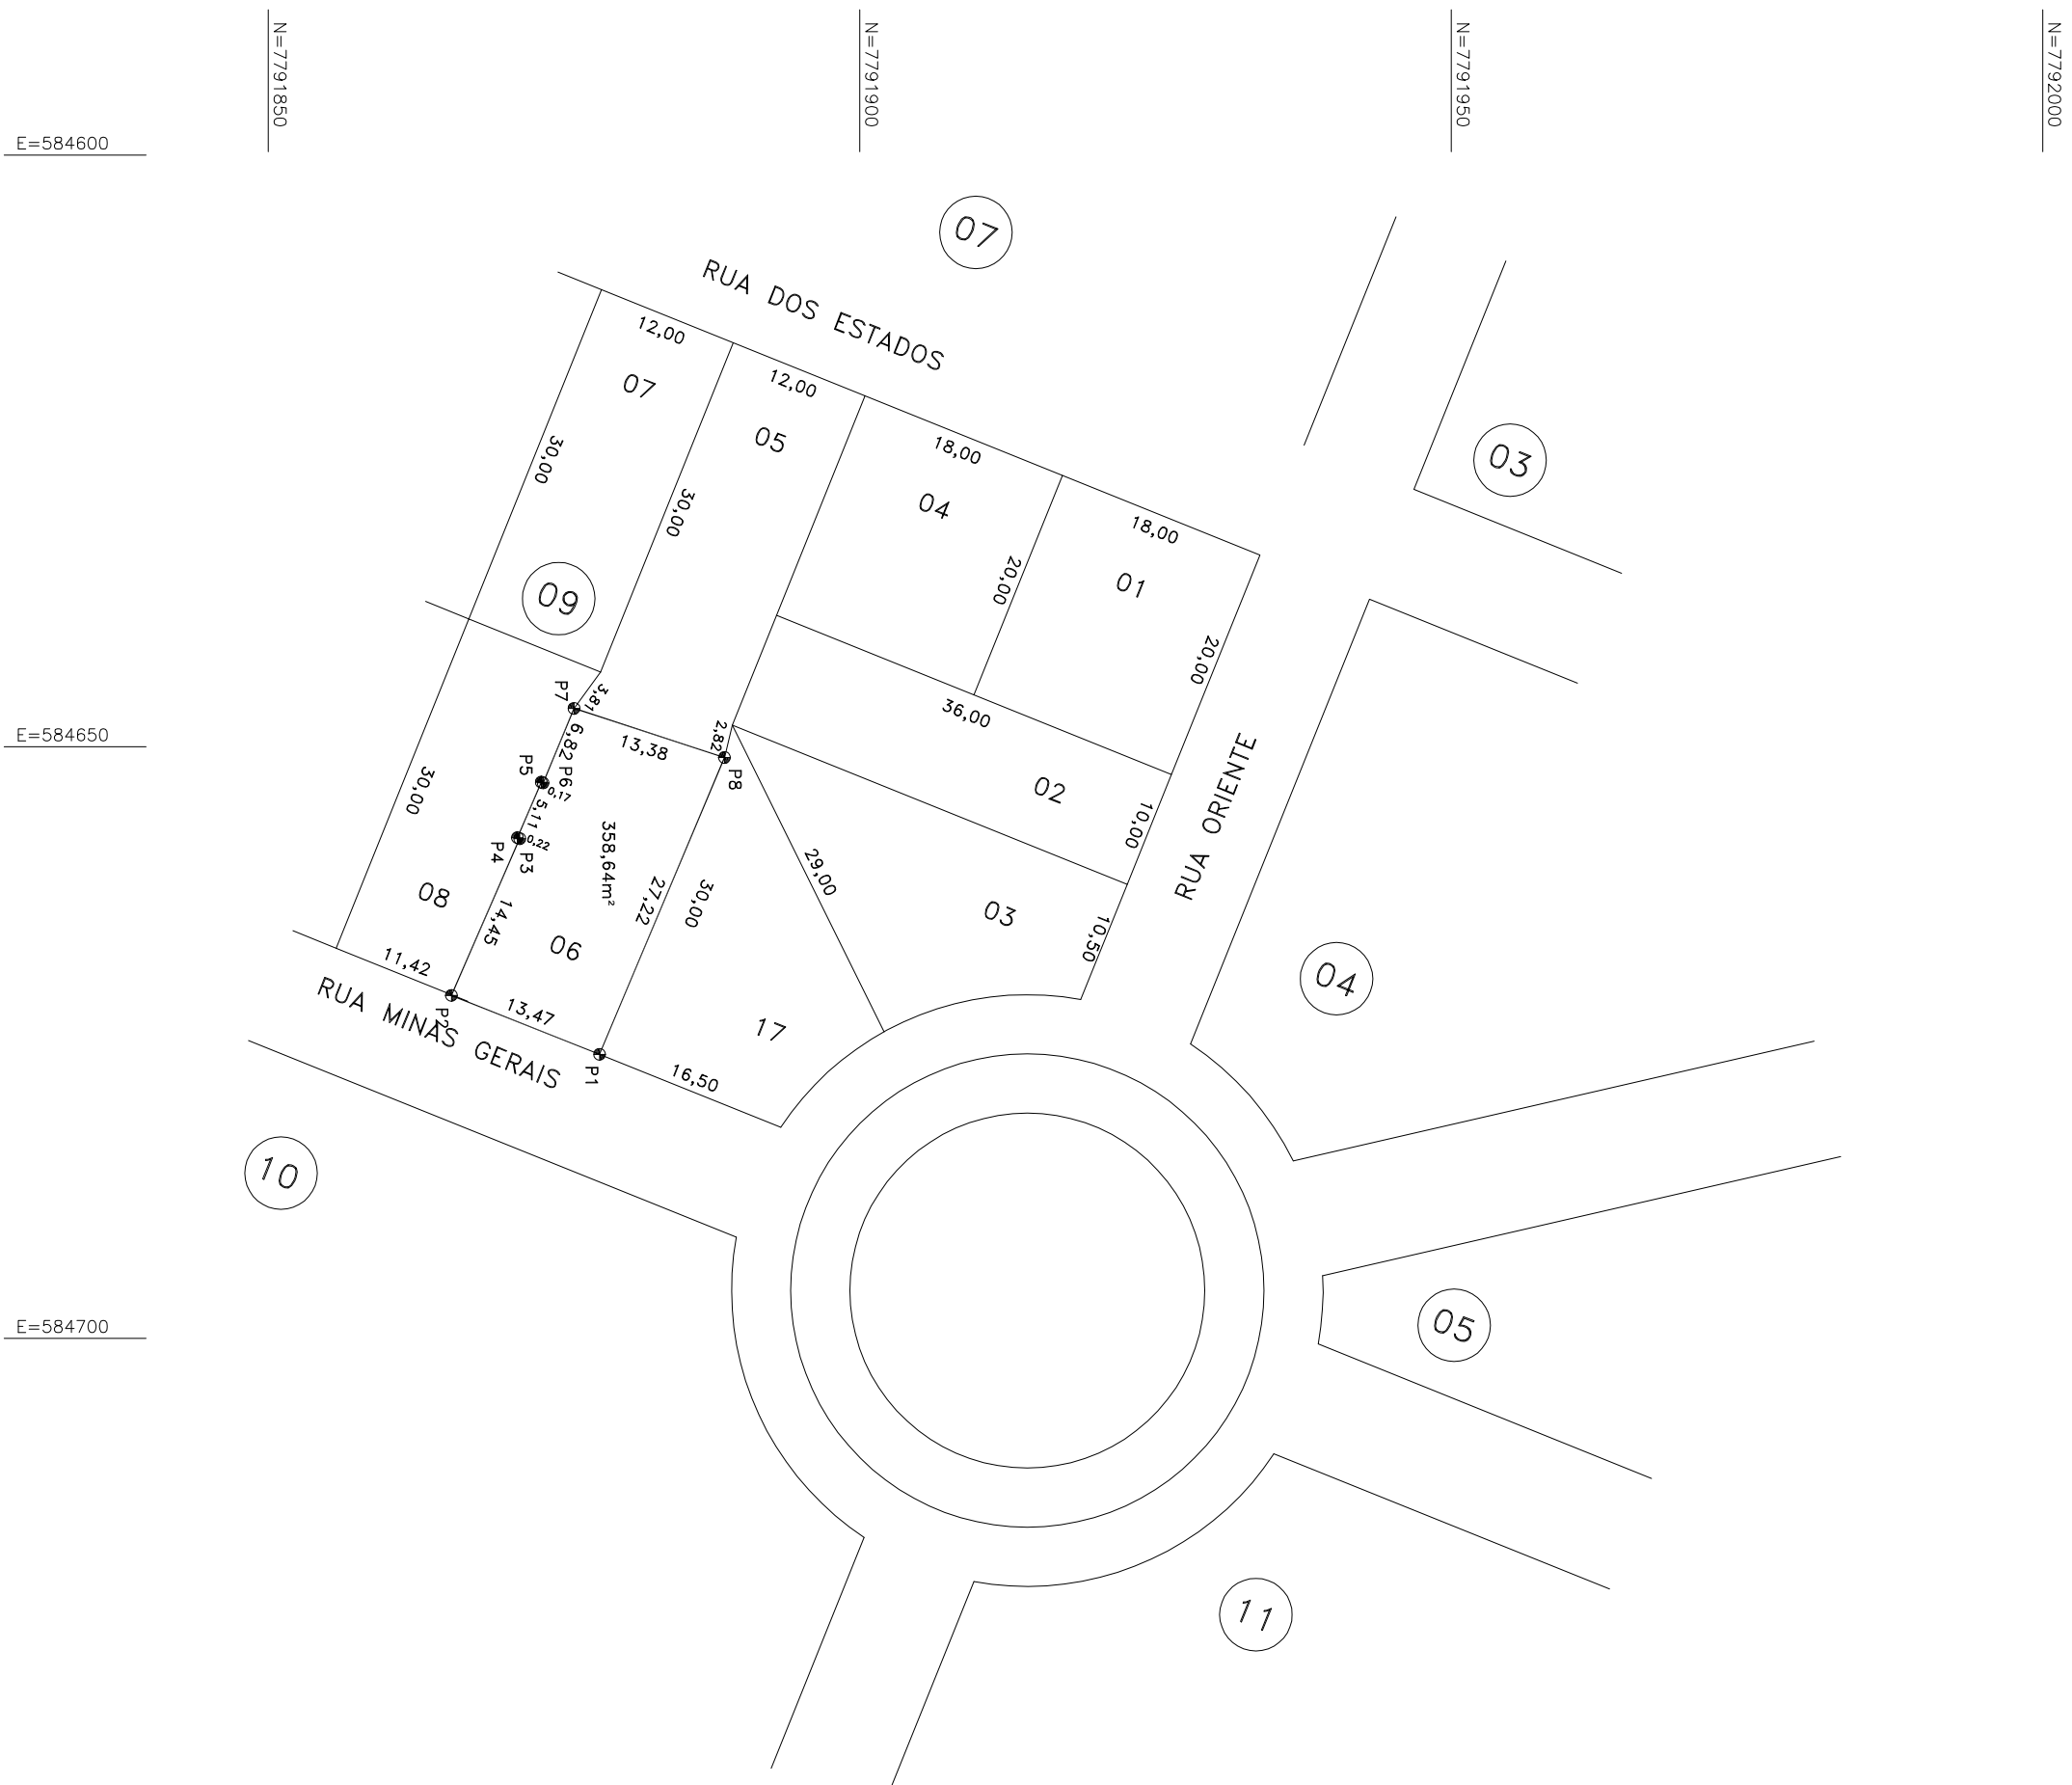 N=7791850
N=7791900
N=7791950
N=7792000
E=584600
07
RUA DOS ESTADOS
12,00
07
12,00
05
18,00
04
18,00
01
03
30,00
30,00
20,00
20,00
09
P7
3,81
36,00
E=584650
6,82
13,38
2,82
P8
P5
P6
0,17
02
10,00
RUA ORIENTE
30,00
5,11
0,22
P4
P3
358,64m²
29,00
08
14,45
27,22
30,00
03
10,50
06
04
11,42
RUA MINAS GERAIS
P2
13,47
17
P1
16,50
10
E=584700
05
11